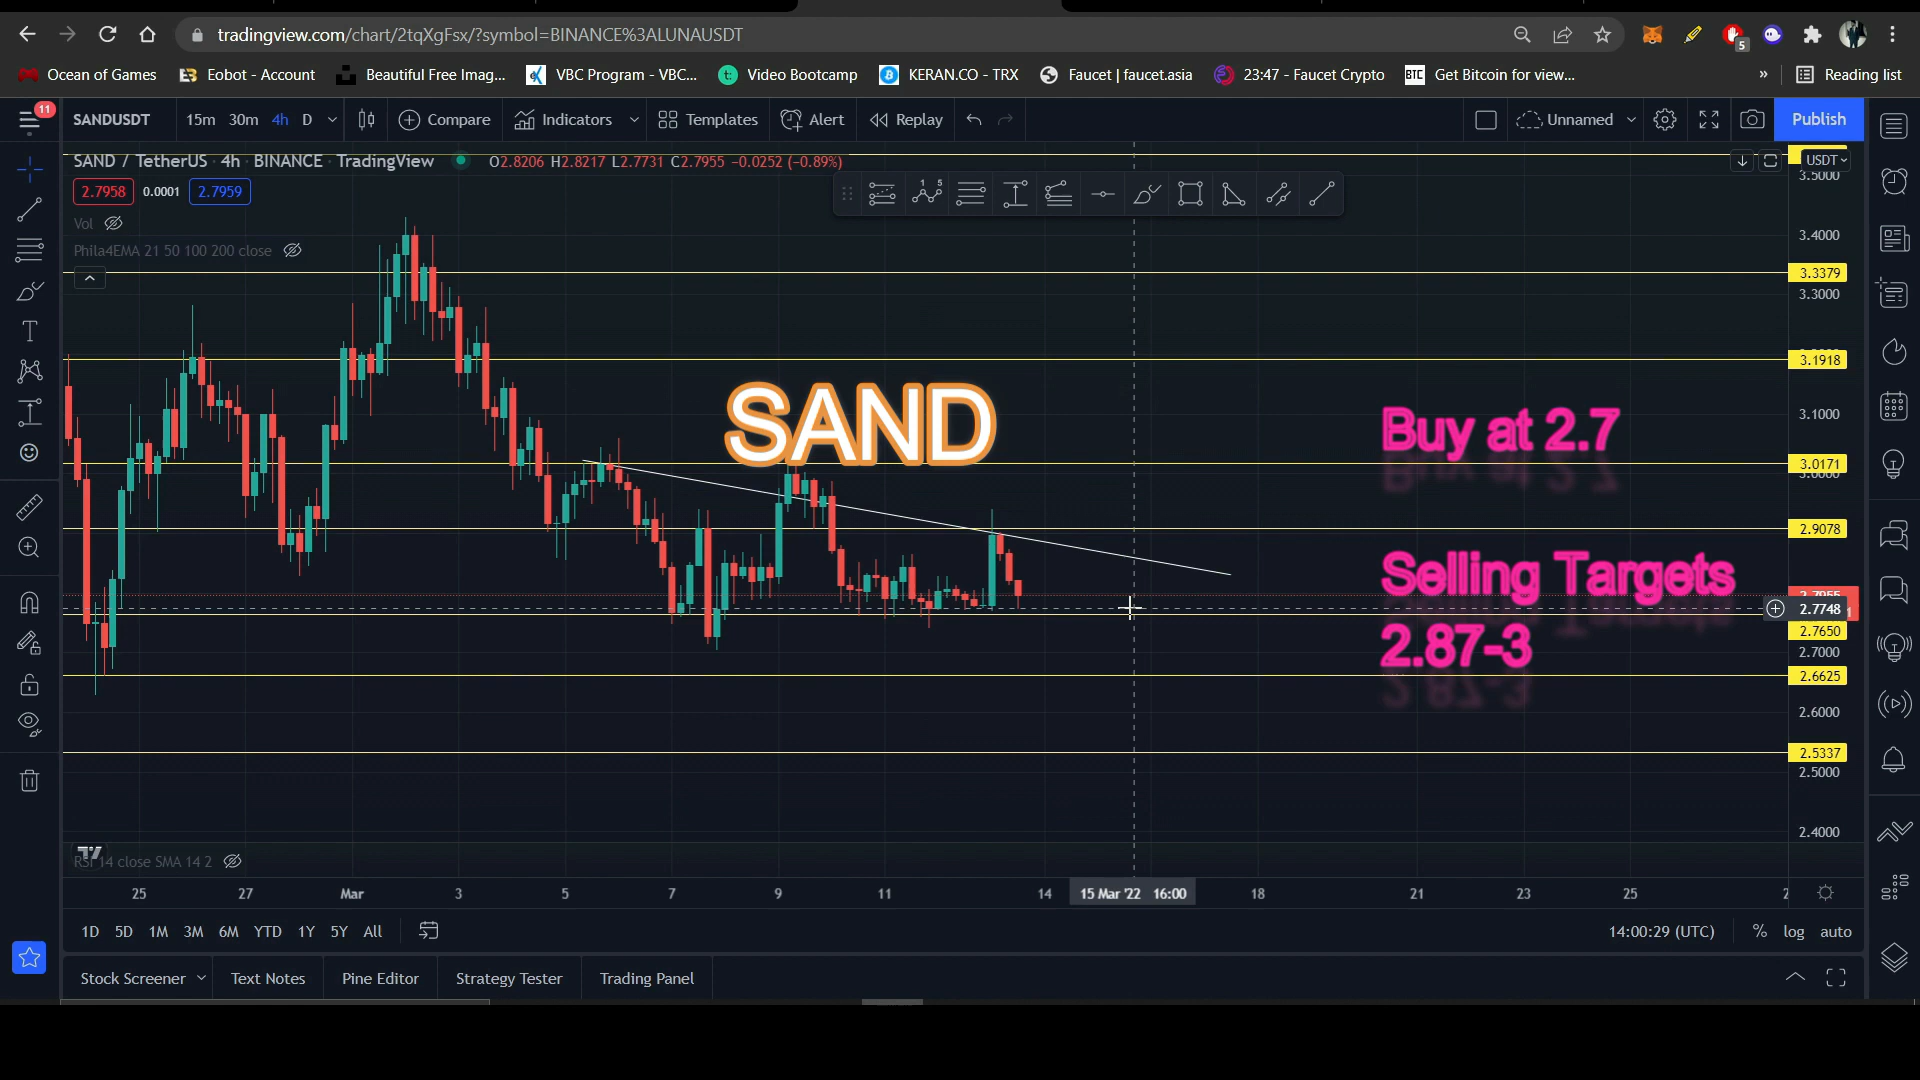 tradingview.com/chart/2tqXgFsx/?symbol=BINANCE%3ALUNAUSDT
5
Ocean of Games
Eobot - Account
Beautiful Free Imag...
VBC Program - VBC...
Video Bootcamp
KERAN.CO - TRX
Faucet | faucet.asia
23:47 - Faucet Crypto
BTC Get Bitcoin for view...
»
Reading list
11
SANDUSDT 15m 30m 4h D Compare Indicators Templates Alert Replay Unnamed Publish
SAND / TetherUS · 4h · BINANCE · TradingView O2.8206 H2.8217 L2.7731 C2.7955 −0.0252 (−0.89%)
USDT
2.7958 0.0001 2.7959
Vol
Phila4EMA 21 50 100 200 close
3.5000
3.4000
3.3379
3.3000
3.1918
3.1000
3.0171
3.0000
2.9078
2.7955
2.7748
2.7650
2.7000
2.6625
2.6000
2.5337
2.5000
2.4000
SAND
Buy at 2.7
Selling Targets
2.87-3
RSI 14 close SMA 14 2
25 27 Mar 3 5 7 9 11 14 15 Mar '22 16:00 18 21 23 25 2
1D 5D 1M 3M 6M YTD 1Y 5Y All
14:00:29 (UTC) % log auto
Stock Screener Text Notes Pine Editor Strategy Tester Trading Panel